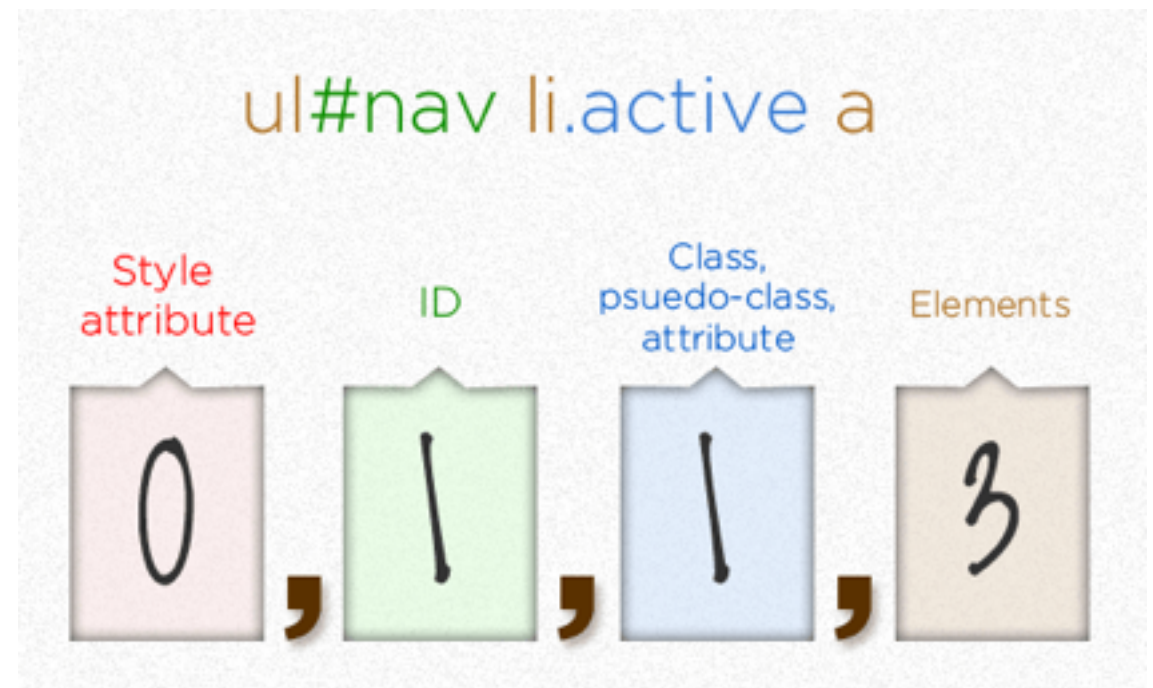 ul#nav li.active a
Style
attribute
ID
Class,
psuedo-class,
attribute
Elements
0 , 1 , 1 , 3